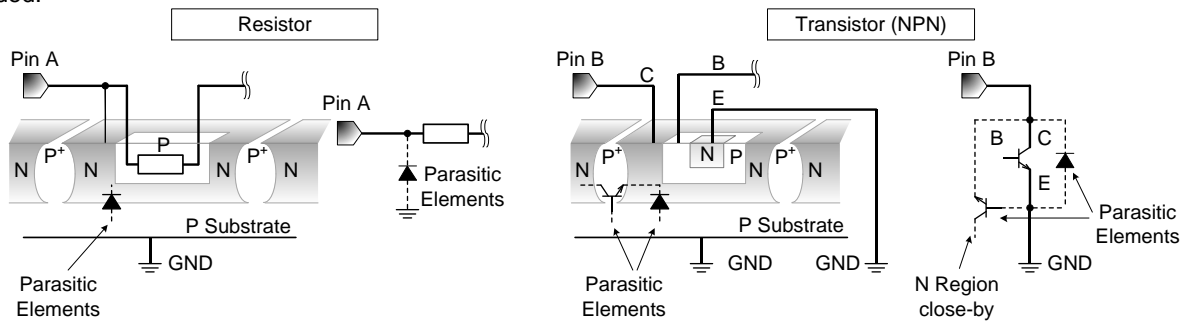 Resistor
Transistor (NPN)
Pin A
Pin A
N
P+
N
P
N
P+
N
Parasitic
Elements
P Substrate
GND
Parasitic
Elements
Pin B
C
B
E
N
P+
N
N
P
N
P+
N
P Substrate
GND
GND
Parasitic
Elements
Pin B
B
C
E
Parasitic
Elements
GND
N Region
close-by